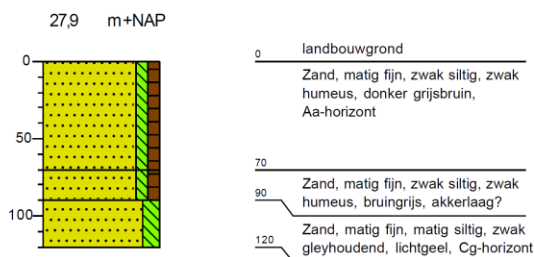 27,9 m+NAP
0
50
100
0 landbouwgrond
Zand, matig fijn, zwak siltig, zwak
humeus, donker grijsbruin,
Aa-horizont
70
Zand, matig fijn, zwak siltig, zwak
90
humeus, bruingrijs, akkerlaag?
Zand, matig fijn, matig siltig, zwak
120
gleyhoudend, lichtgeel, Cg-horizont